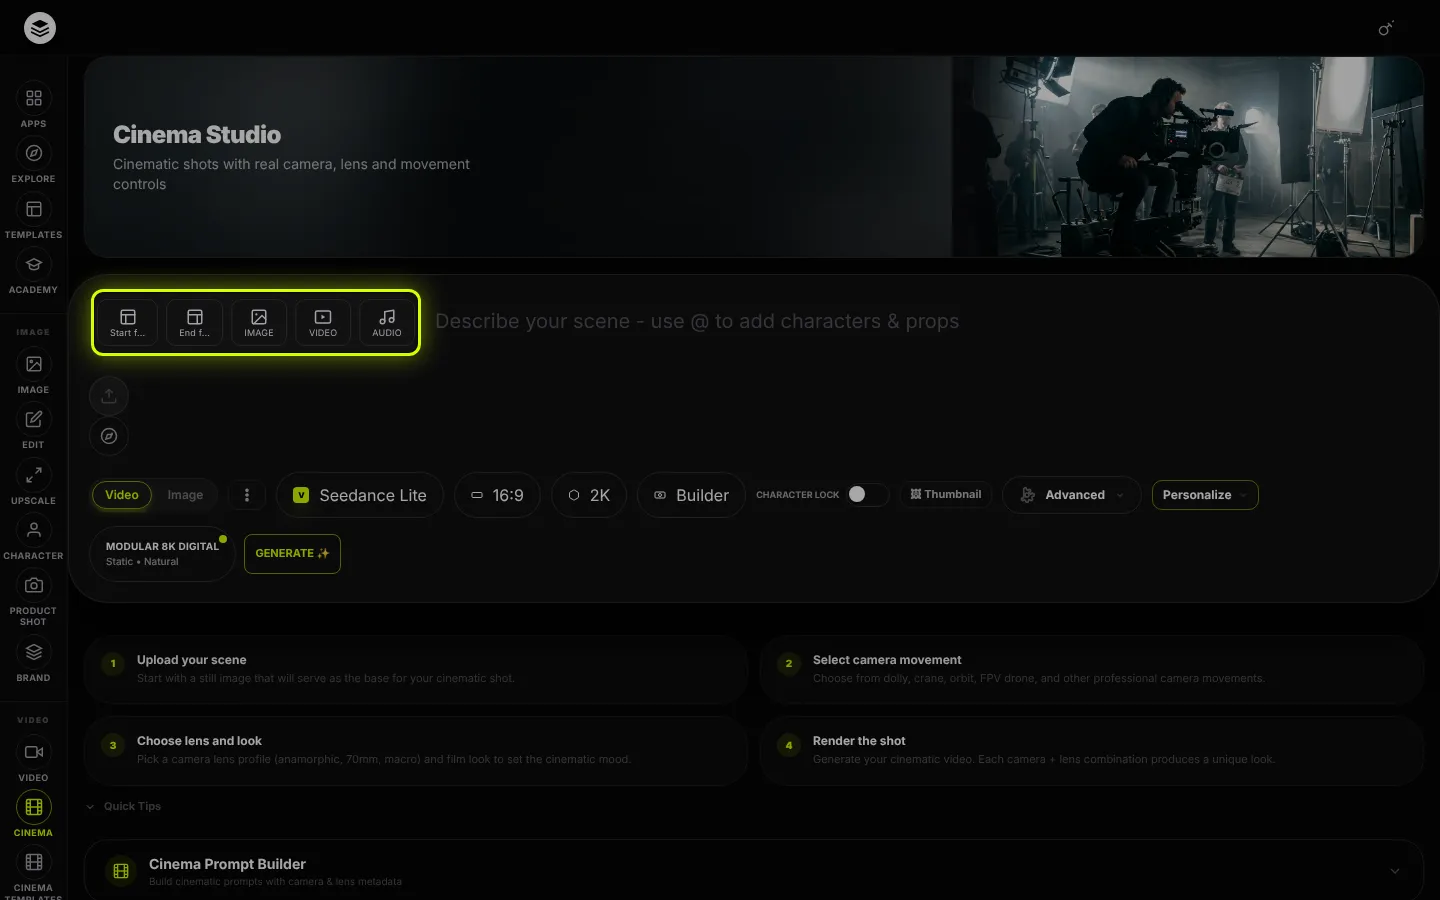 Cinema Studio
Cinematic shots with real camera, lens and movement
controls
APPS
EXPLORE
TEMPLATES
ACADEMY
IMAGE
IMAGE
EDIT
UPSCALE
CHARACTER
PRODUCT
SHOT
BRAND
VIDEO
VIDEO
CINEMA
CINEMA
TEMPLATES
Start f...
End f...
IMAGE
VIDEO
AUDIO
Describe your scene - use @ to add characters & props
Video
Image
V
Seedance Lite
16:9
2K
Builder
CHARACTER LOCK
Thumbnail
Advanced
Personalize
MODULAR 8K DIGITAL
Static • Natural
GENERATE ✨
1
Upload your scene
Start with a still image that will serve as the base for your cinematic shot.
2
Select camera movement
Choose from dolly, crane, orbit, FPV drone, and other professional camera movements.
3
Choose lens and look
Pick a camera lens profile (anamorphic, 70mm, macro) and film look to set the cinematic mood.
4
Render the shot
Generate your cinematic video. Each camera + lens combination produces a unique look.
Quick Tips
Cinema Prompt Builder
Build cinematic prompts with camera & lens metadata